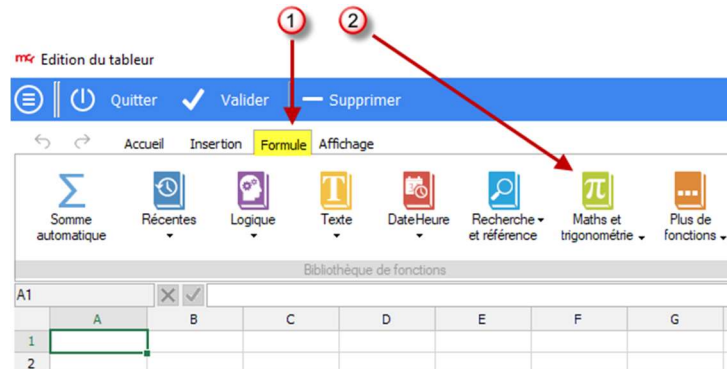 1 2
mcr Edition du tableur
Quitter Valider Supprimer
Accueil Insertion Formule Affichage
Somme automatique
Récentes
Logique
Texte
DateHeure
Recherche et référence
Maths et trigonométrie
Plus de fonctions
Bibliothèque de fonctions
A1
A B C D E F G
1
2